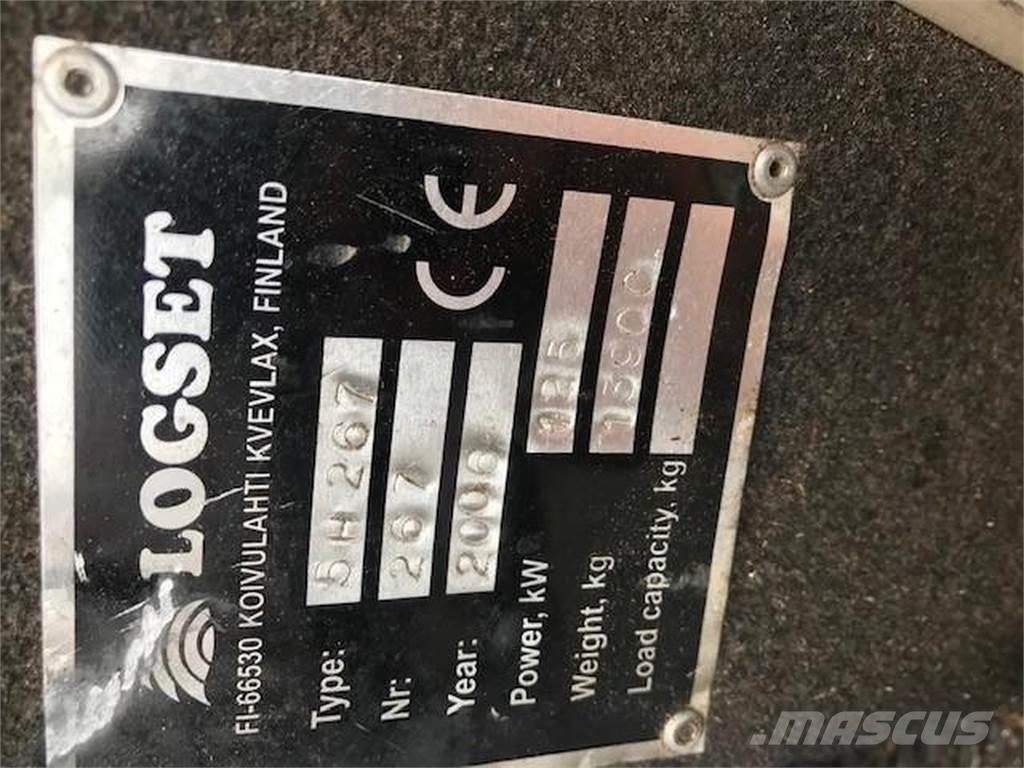 LOGSET
FI-66530 KOIVULAHTI KVEVLAX, FINLAND
CE
Type: 5H267
Nr: 267
Year: 2006
Power, kW
Weight, kg 13900
Load capacity, kg
MASCUS